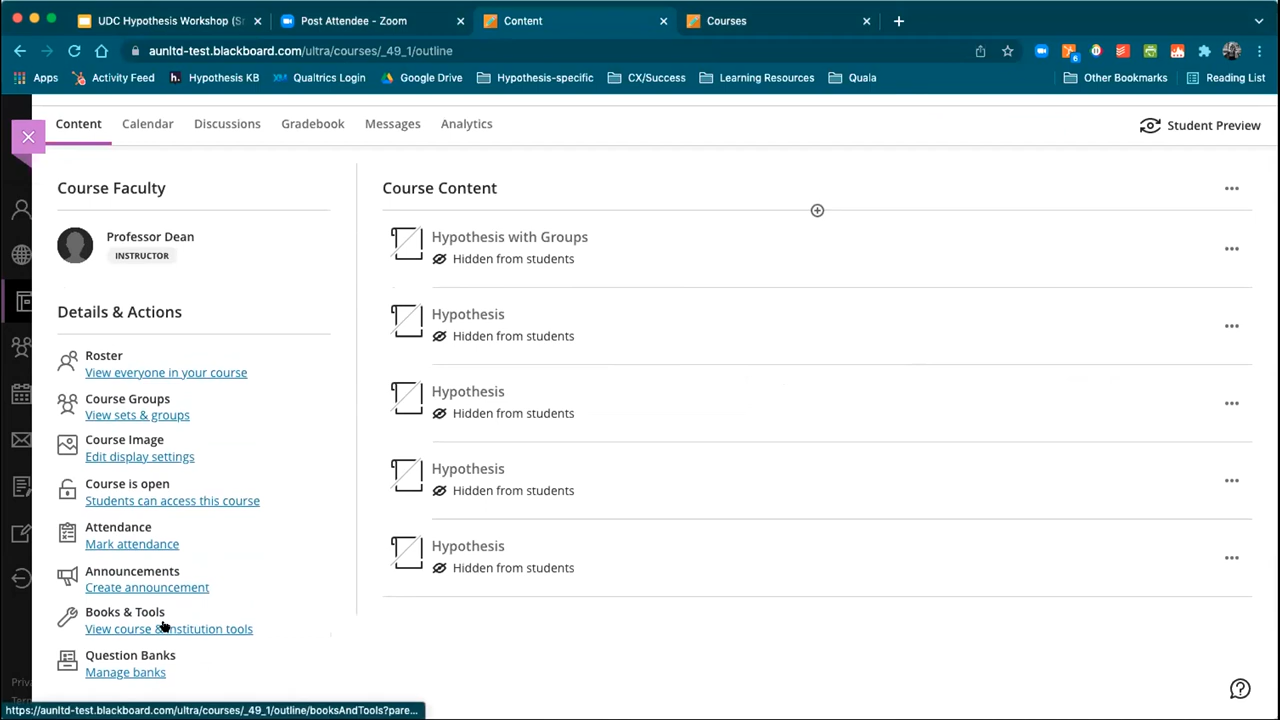 UDC Hypothesis Workshop (S
Post Attendee - Zoom
Content
Courses
aunltd-test.blackboard.com/ultra/courses/_49_1/outline
Apps
Activity Feed
Hypothesis KB
Qualtrics Login
Google Drive
Hypothesis-specific
CX/Success
Learning Resources
Quala
Other Bookmarks
Reading List
Content
Calendar
Discussions
Gradebook
Messages
Analytics
Student Preview
Course Faculty
Professor Dean
INSTRUCTOR
Details & Actions
Roster
View everyone in your course
Course Groups
View sets & groups
Course Image
Edit display settings
Course is open
Students can access this course
Attendance
Mark attendance
Announcements
Create announcement
Books & Tools
View course & institution tools
Question Banks
Manage banks
Course Content
Hypothesis with Groups
Hidden from students
Hypothesis
Hidden from students
Hypothesis
Hidden from students
Hypothesis
Hidden from students
Hypothesis
Hidden from students
Priv
https://aunltd-test.blackboard.com/ultra/courses/_49_1/outline/booksAndTools?pare...